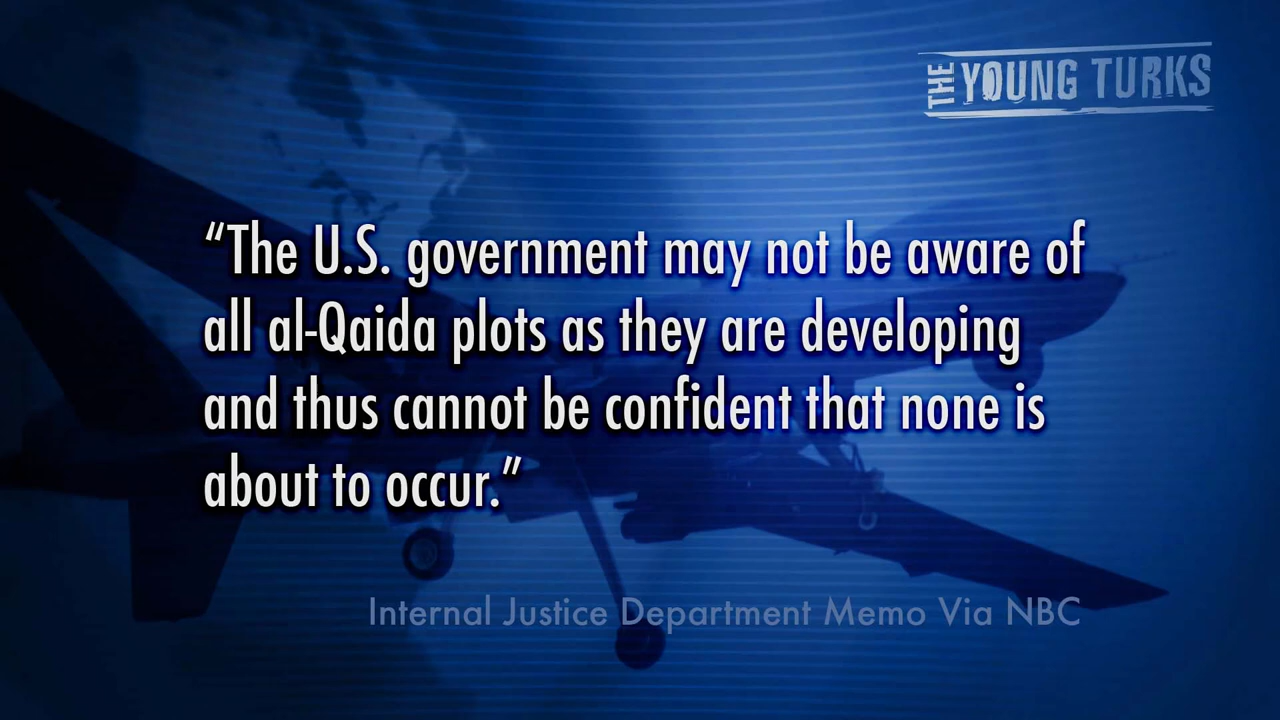 THE YOUNG TURKS
“The U.S. government may not be aware of
all al-Qaida plots as they are developing
and thus cannot be confident that none is
about to occur.”
Internal Justice Department Memo Via NBC